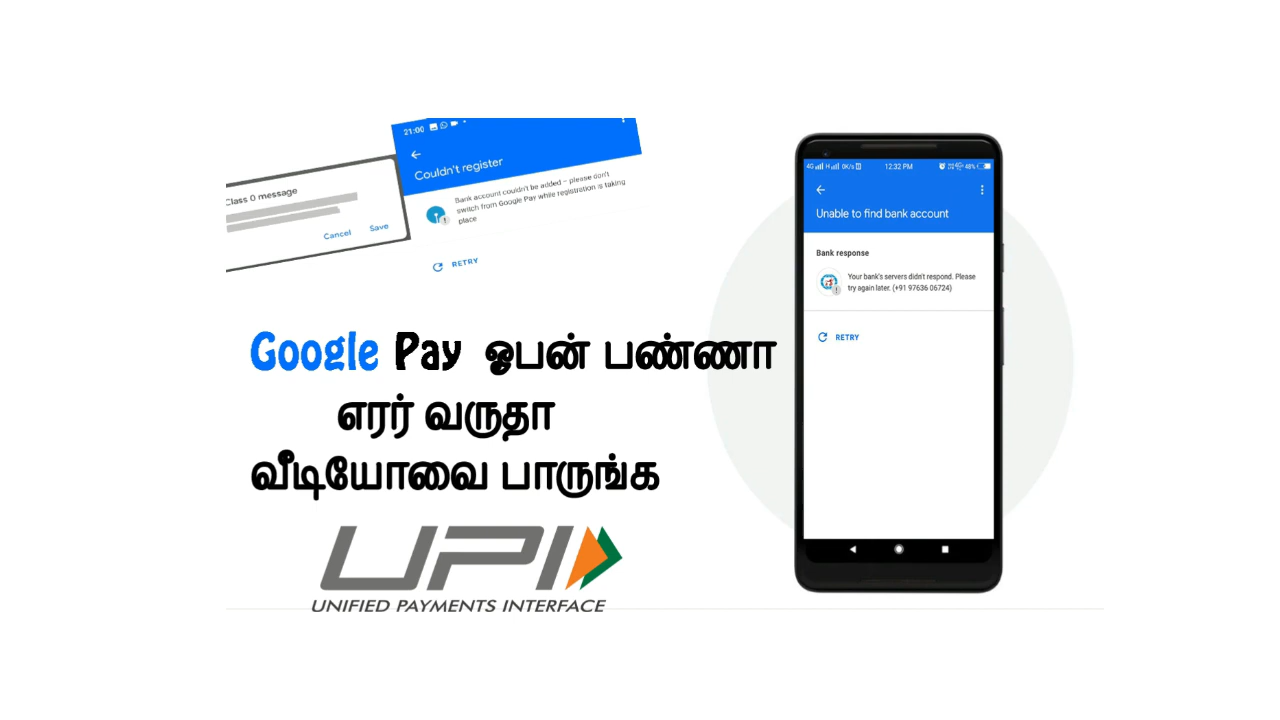 Class 0 message
Cancel Save
21:00
Couldn't register
Bank account couldn't be added – please don't
switch from Google Pay while registration is taking
place
RETRY
Google Pay ஓபன் பண்ணா
எரர் வருதா
வீடியோவை பாருங்க
UPI
UNIFIED PAYMENTS INTERFACE
12:32 PM
48%
Unable to find bank account
Bank response
Your bank's servers didn't respond. Please
try again later. (+91 97636 06724)
RETRY